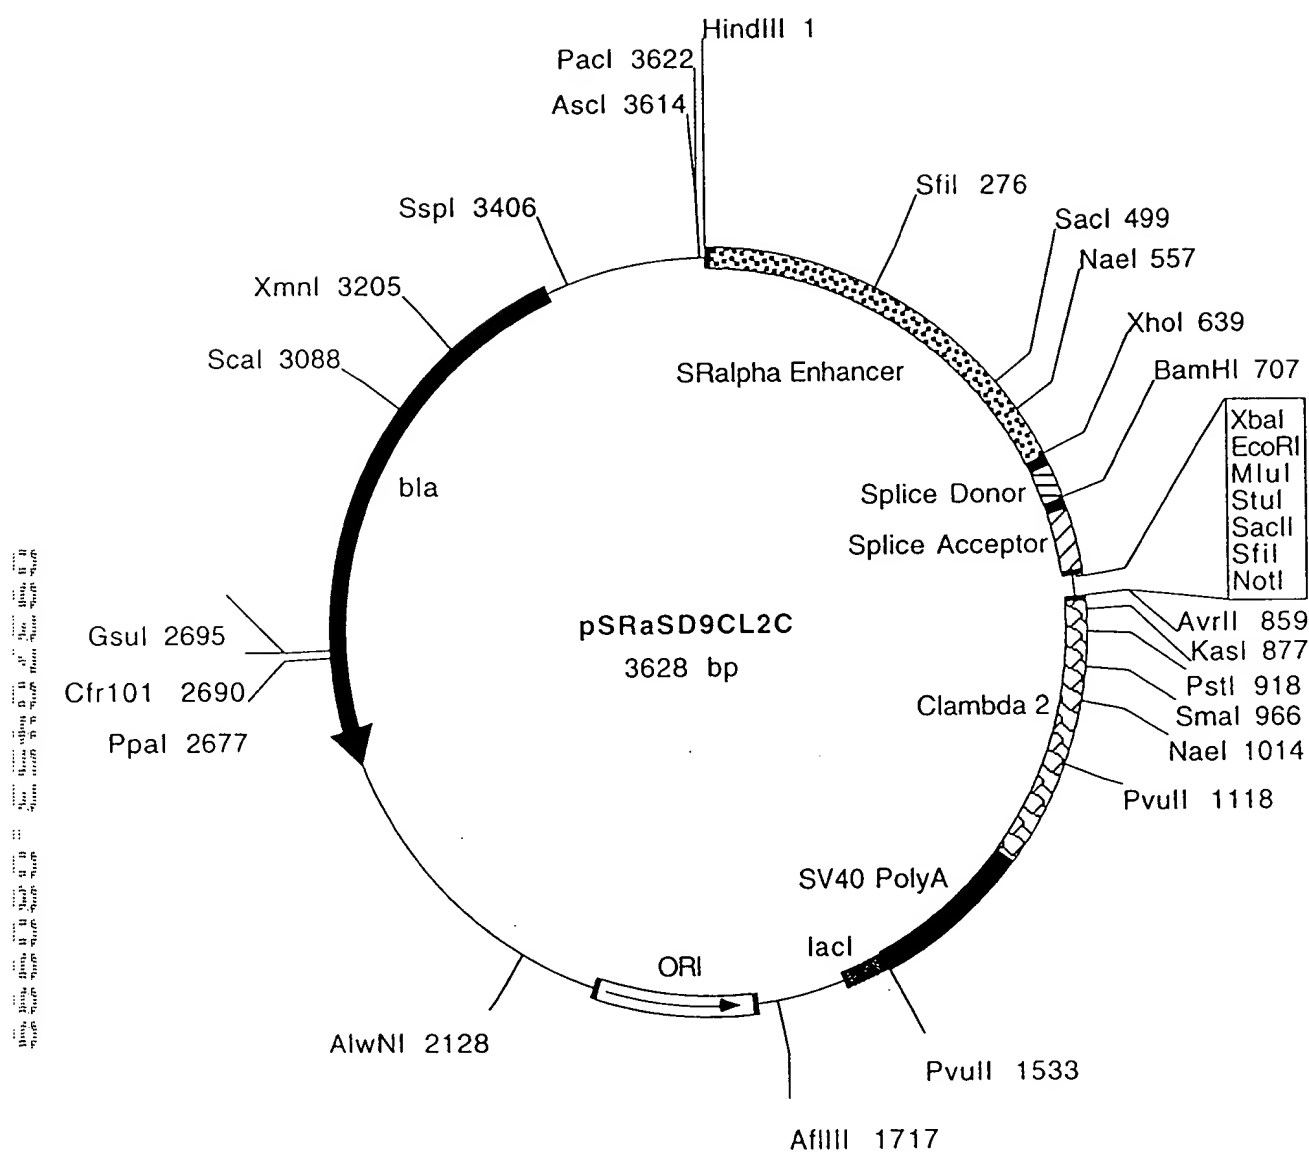 HindIII 1
PacI 3622
AscI 3614
SfiI 276
SspI 3406
SacI 499
NaeI 557
XmnI 3205
XhoI 639
ScaI 3088
SRalpha Enhancer
BamHI 707
XbaI
EcoRI
MluI
StuI
SacII
SfiI
NotI
bla
Splice Donor
Splice Acceptor
pSRaSD9CL2C
3628 bp
AvrII 859
GsuI 2695
KasI 877
Cfr101 2690
PstI 918
Clambda 2
SmaI 966
PpaI 2677
NaeI 1014
PvuII 1118
SV40 PolyA
lacI
ORI
AlwNI 2128
PvuII 1533
AflIII 1717